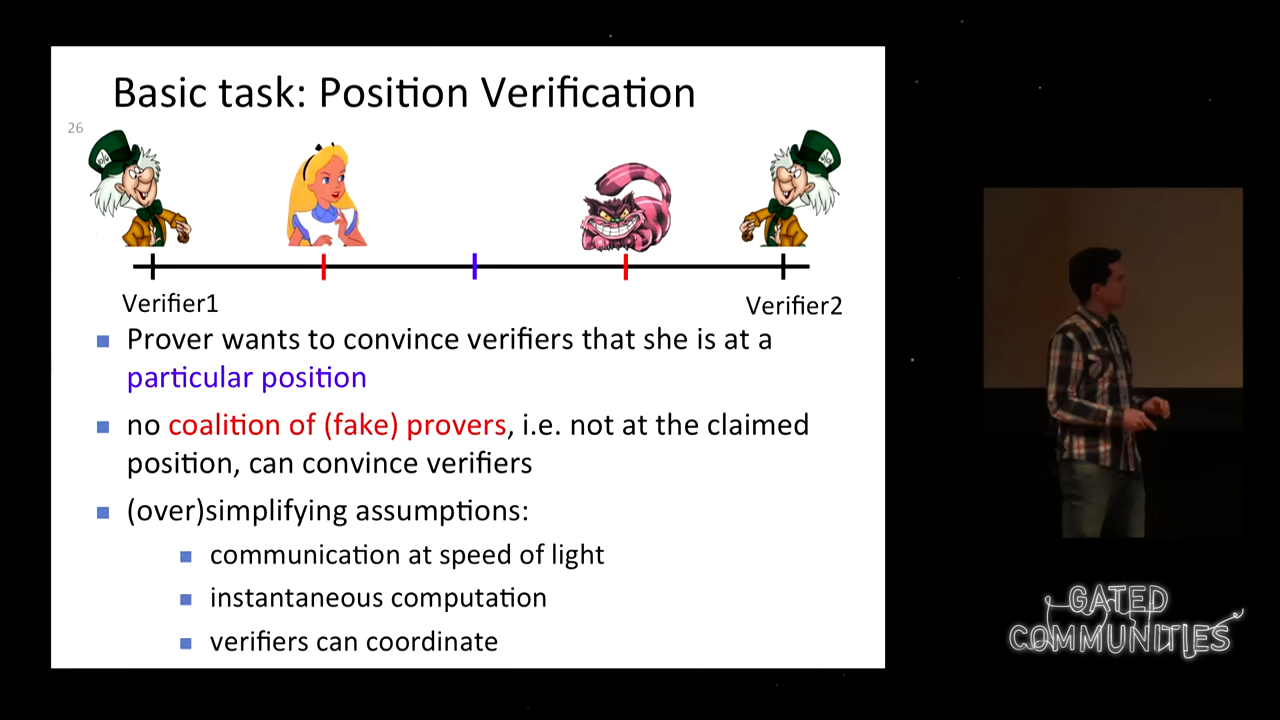 Basic task: Position Verification
26
Verifier1
Verifier2
Prover wants to convince verifiers that she is at a
particular position
no coalition of (fake) provers, i.e. not at the claimed
position, can convince verifiers
(over)simplifying assumptions:
communication at speed of light
instantaneous computation
verifiers can coordinate
GATED
COMMUNITIES